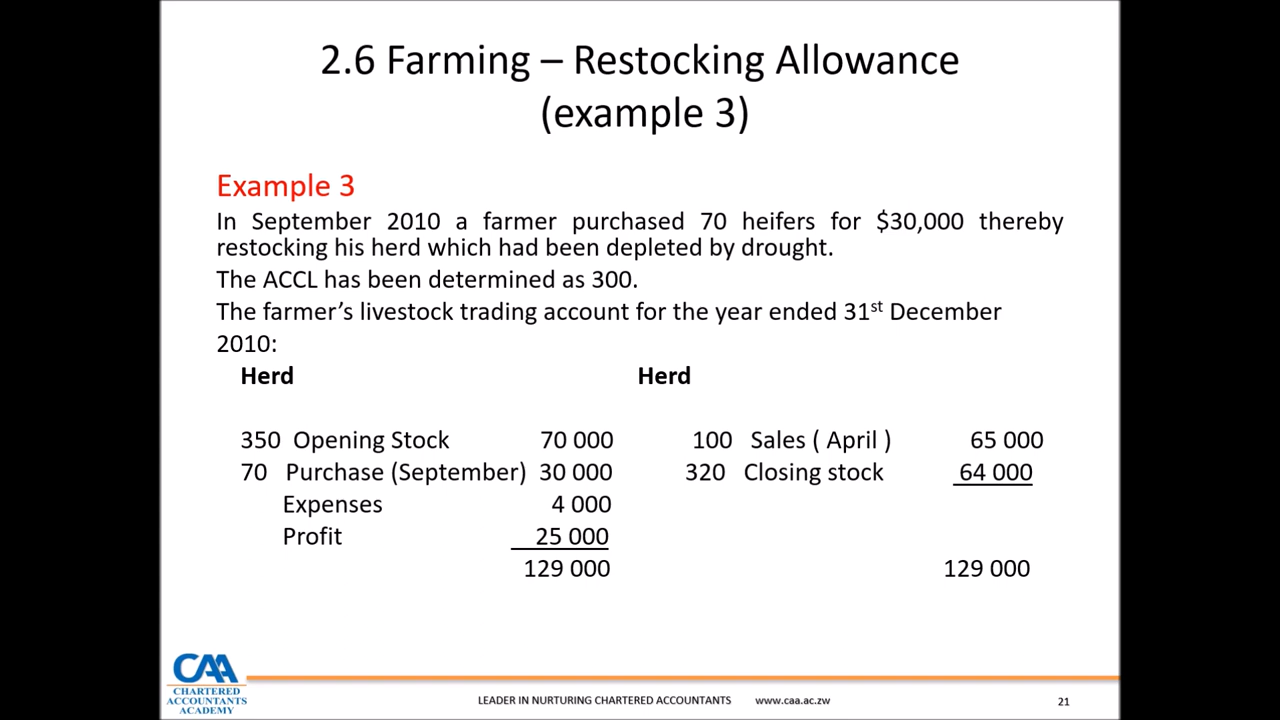 2.6 Farming – Restocking Allowance
(example 3)
Example 3
In September 2010 a farmer purchased 70 heifers for $30,000 thereby
restocking his herd which had been depleted by drought.
The ACCL has been determined as 300.
The farmer’s livestock trading account for the year ended 31st December
2010:
Herd Herd
350 Opening Stock 70 000 100 Sales ( April ) 65 000
70 Purchase (September) 30 000 320 Closing stock 64 000
Expenses 4 000
Profit 25 000
129 000 129 000
CAA
CHARTERED
ACCOUNTANTS
ACADEMY
LEADER IN NURTURING CHARTERED ACCOUNTANTS www.caa.ac.zw 21